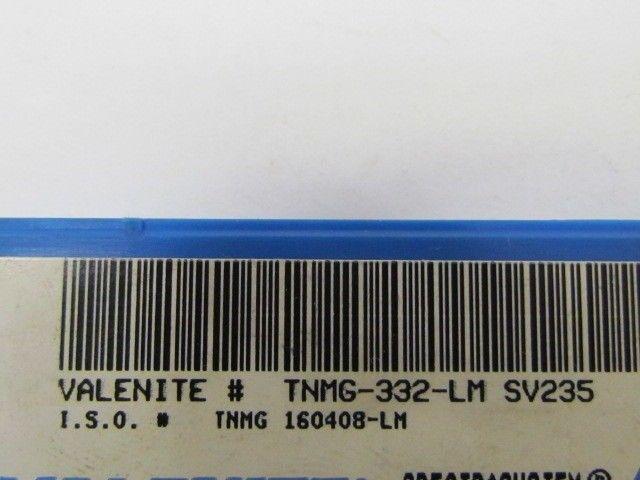 VALENITE # TNMG-332-LM SV235
I.S.O. # TNMG 160408-LM